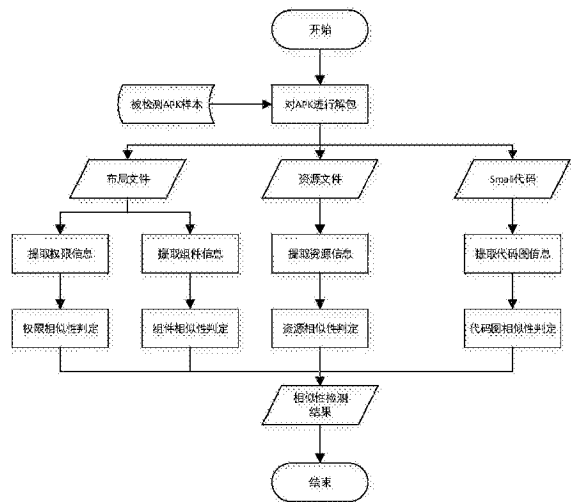 开始
被检测APK样本
对APK进行解包
布局文件
资源文件
Smali代码
提取权限信息
提取组件信息
提取资源信息
提取代码图信息
权限相似性判定
组件相似性判定
资源相似性判定
代码图相似性判定
相似性检测
结果
结束